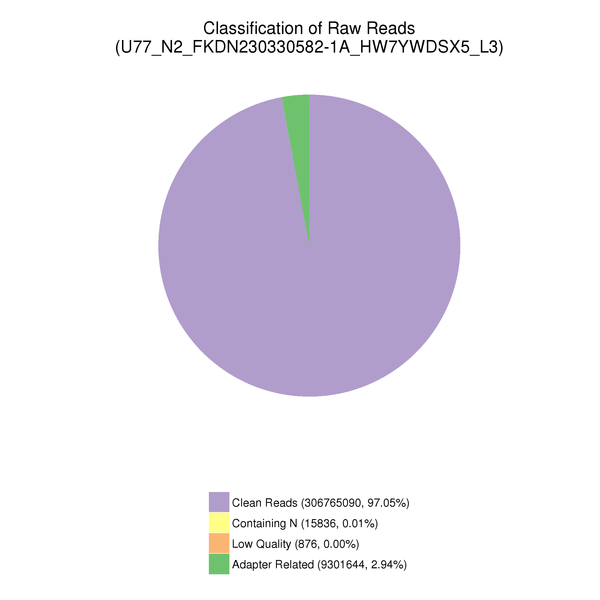 Classification of Raw Reads
(U77_N2_FKDN230330582-1A_HW7YWDSX5_L3)
Clean Reads (306765090, 97.05%)
Containing N (15836, 0.01%)
Low Quality (876, 0.00%)
Adapter Related (9301644, 2.94%)